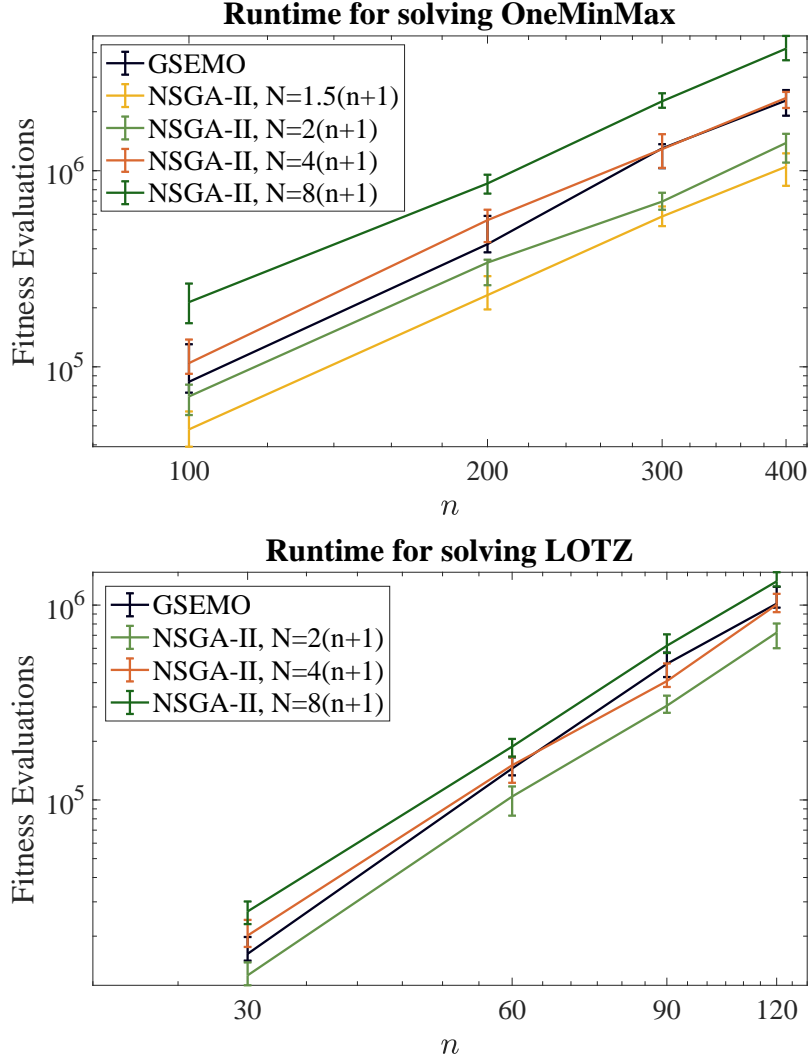 Runtime for solving OneMinMax
GSEMO
NSGA-II, N=1.5(n+1)
NSGA-II, N=2(n+1)
NSGA-II, N=4(n+1)
NSGA-II, N=8(n+1)
Fitness Evaluations
10^6
10^5
100 200 300 400
n
Runtime for solving LOTZ
GSEMO
NSGA-II, N=2(n+1)
NSGA-II, N=4(n+1)
NSGA-II, N=8(n+1)
Fitness Evaluations
10^6
10^5
30 60 90 120
n